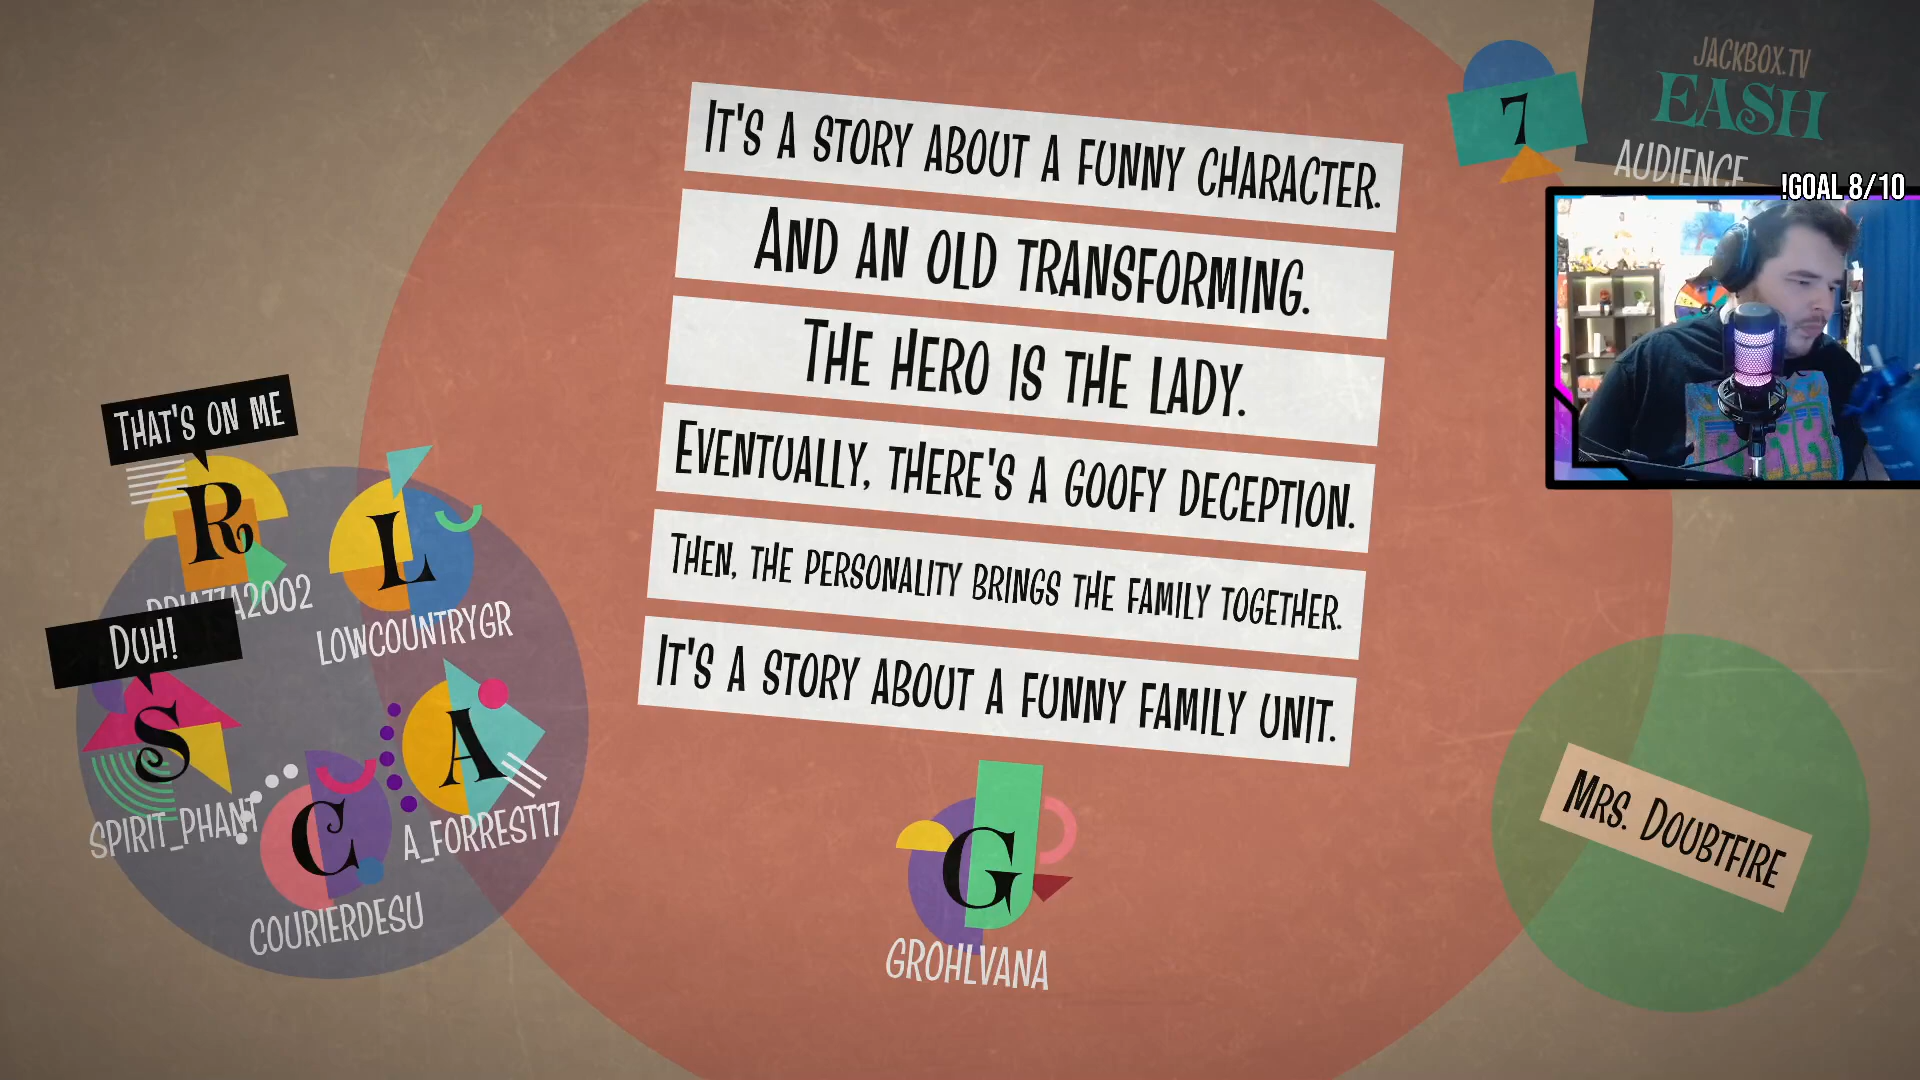 It's a story about a funny character.
And an old transforming.
The hero is the lady.
Eventually, there's a goofy deception.
Then, the personality brings the family together.
It's a story about a funny family unit.
7
JACKBOX.TV
EASH
AUDIENCE
!GOAL 8/10
That's on me
R
L
LOWCOUNTRYGR
Duh!
S
SPIRIT_PHANT
A
A_FORREST17
C
COURIERDESU
G
GROHLVANA
Mrs. Doubtfire